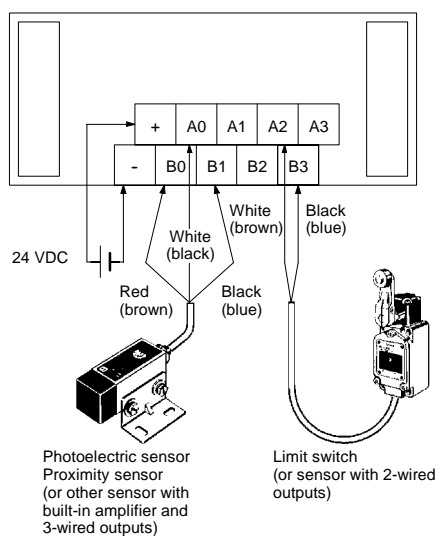 + A0 A1 A2 A3
- B0 B1 B2 B3
24 VDC
White
(black)
White
(brown)
Black
(blue)
Red
(brown)
Black
(blue)
Photoelectric sensor
Proximity sensor
(or other sensor with
built-in amplifier and
3-wired outputs)
Limit switch
(or sensor with 2-wired
outputs)